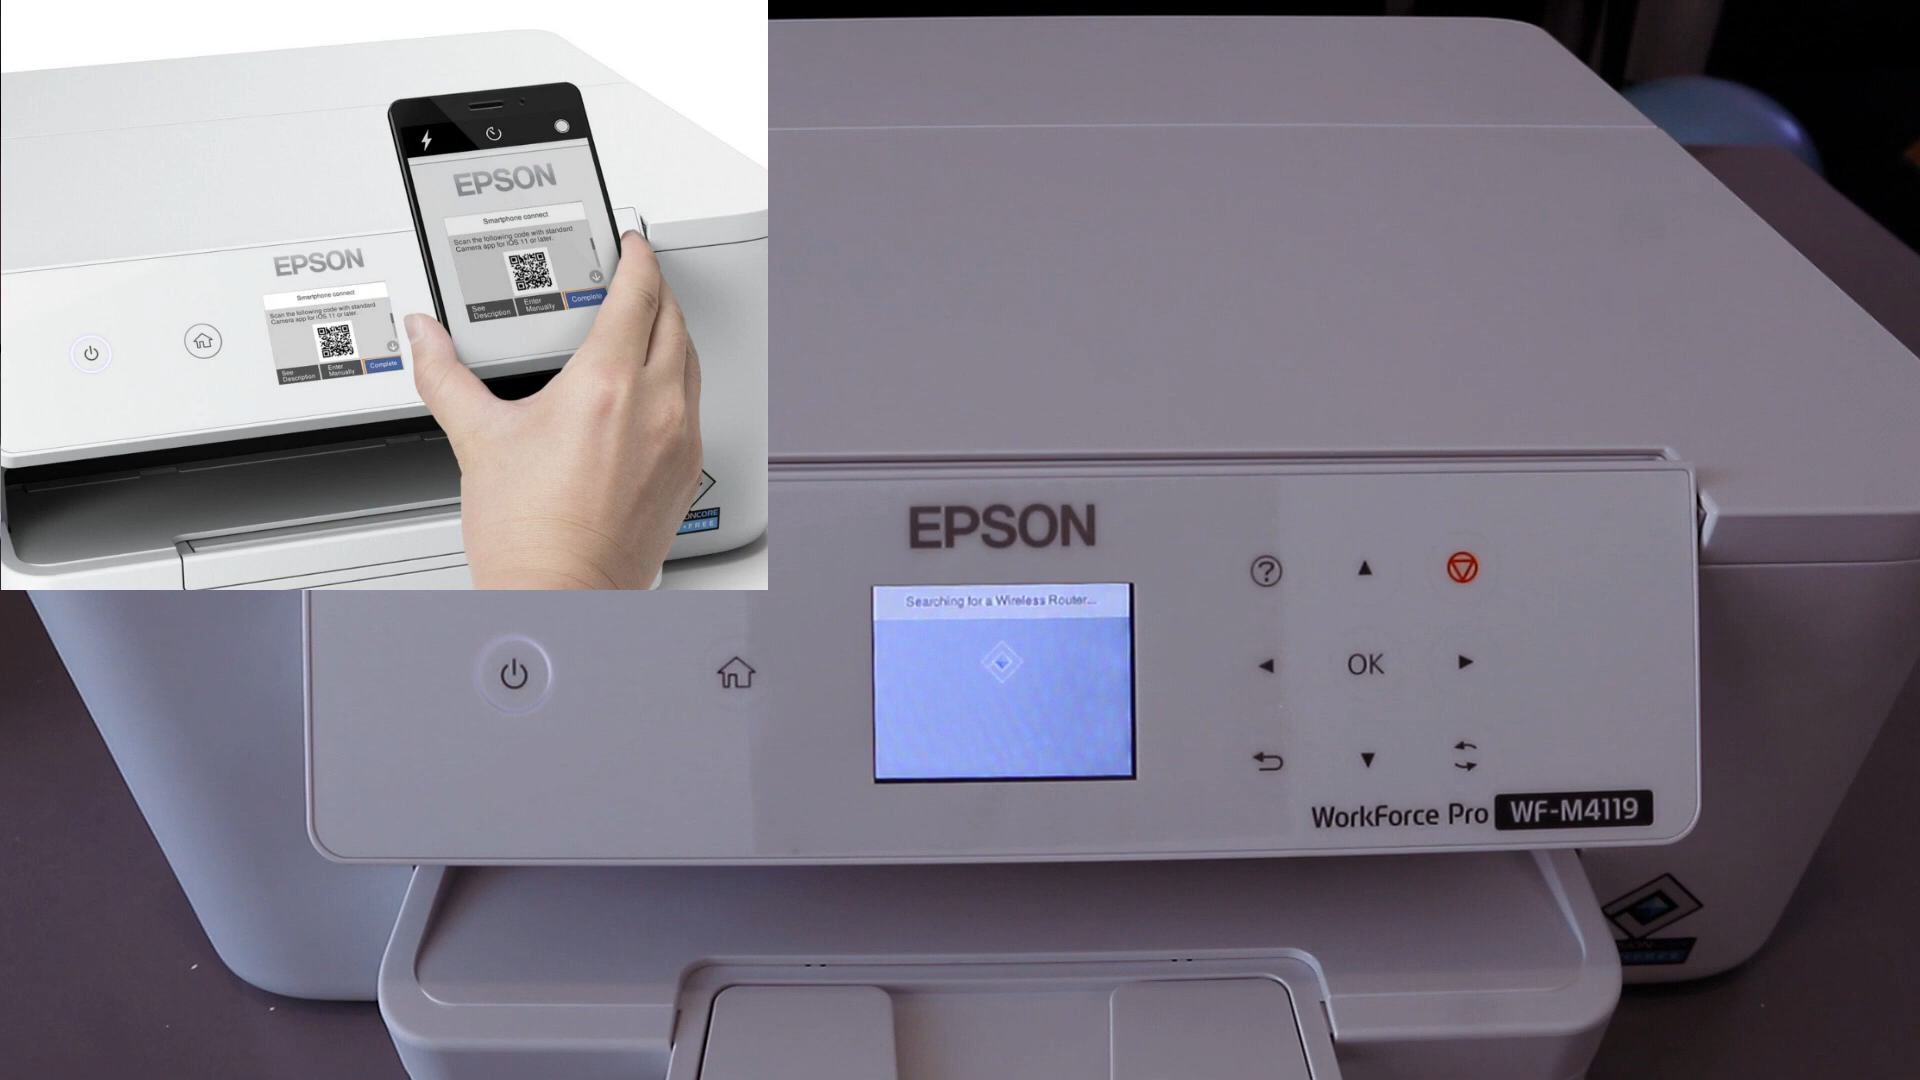 EPSON
Smartphone connect
Scan the following code with standard
Camera app for iOS 11 or later.
See
Description
Enter
Manually
Complete
EPSON
Smartphone connect
Scan the following code with standard
Camera app for iOS 11 or later.
See
Description
Enter
Manually
Complete
EPSON
Searching for a Wireless Router...
?
OK
WorkForce Pro WF-M4119